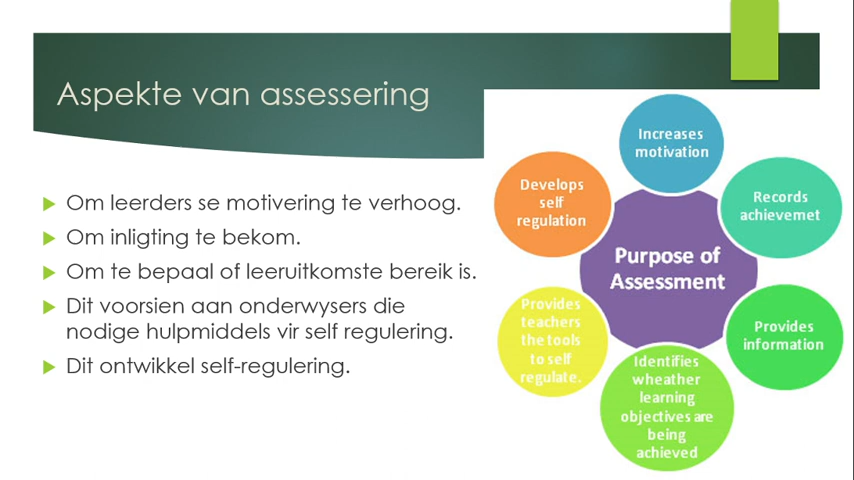 Aspekte van assessering
Om leerders se motivering te verhoog.
Om inligting te bekom.
Om te bepaal of leeruitkomste bereik is.
Dit voorsien aan onderwysers die
nodige hulpmiddels vir self regulering.
Dit ontwikkel self-regulering.
Increases
motivation
Records
achievemet
Provides
information
Identifies
wheather
learning
objectives are
being
achieved
Provides
teachers
the tools
to self
regulate.
Develops
self
regulation
Purpose of
Assessment